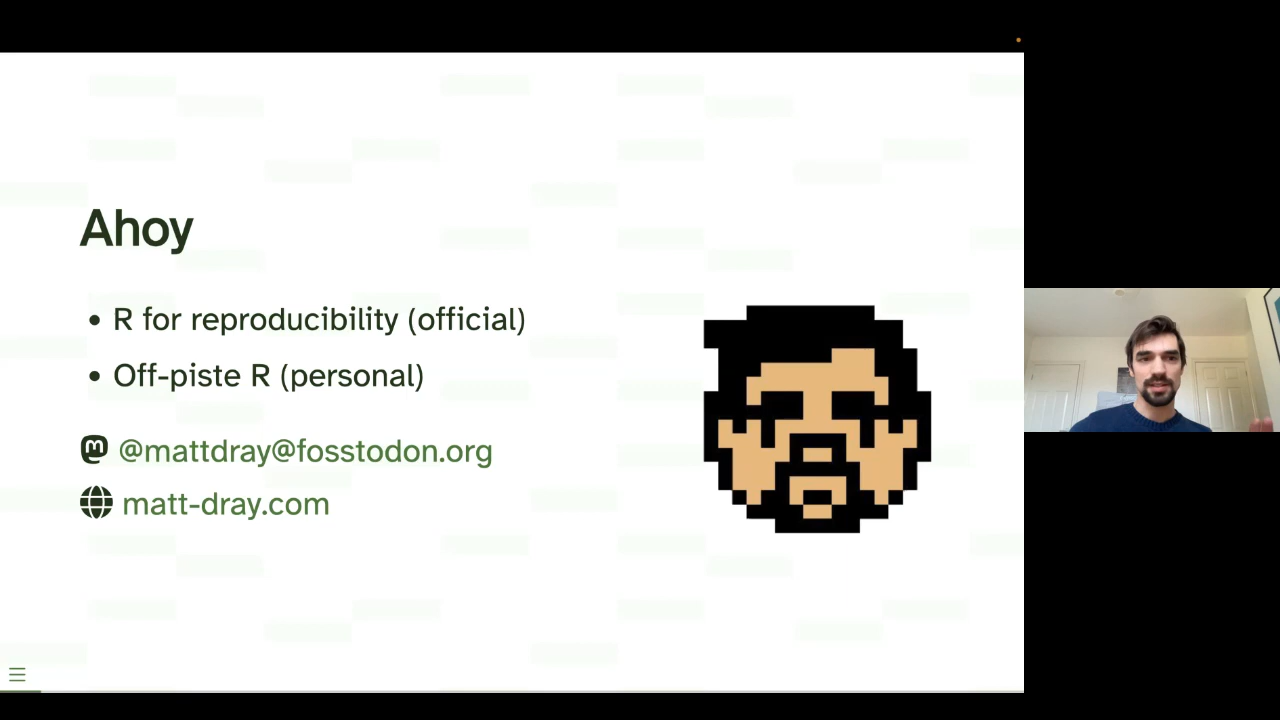 Ahoy
R for reproducibility (official)
Off-piste R (personal)
@mattdray@fosstodon.org
matt-dray.com